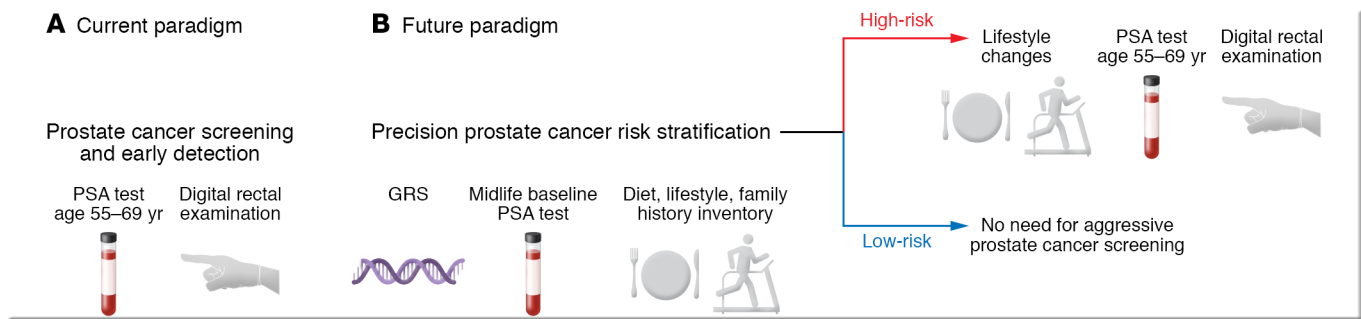 A Current paradigm
Prostate cancer screening
and early detection
PSA test
age 55–69 yr
Digital rectal
examination
B Future paradigm
Precision prostate cancer risk stratification
GRS
Midlife baseline
PSA test
Diet, lifestyle, family
history inventory
High-risk
Lifestyle
changes
PSA test
age 55–69 yr
Digital rectal
examination
Low-risk
No need for aggressive
prostate cancer screening